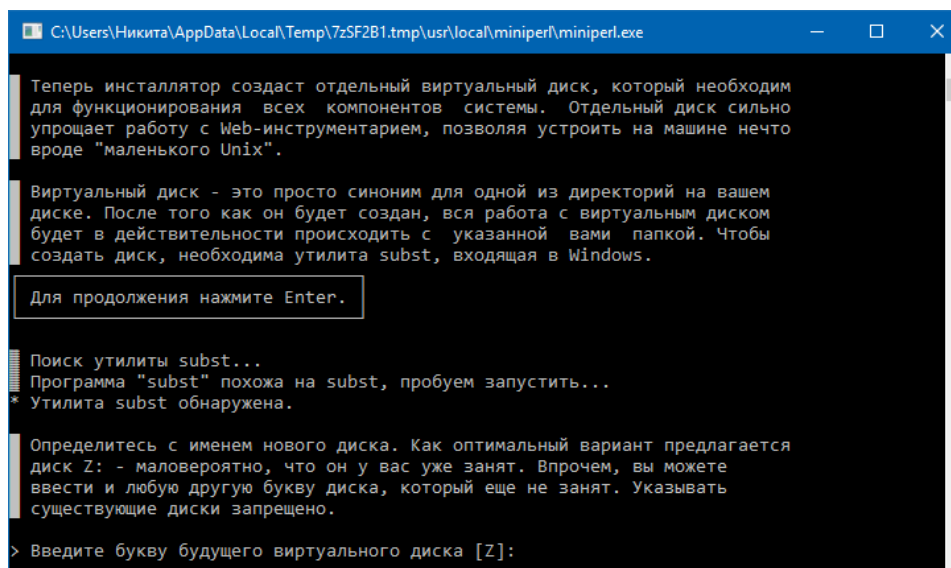 C:\Users\Никита\AppData\Local\Temp\7zSF2B1.tmp\usr\local\miniperl\miniperl.exe
Теперь инсталлятор создаст отдельный виртуальный диск, который необходим
для функционирования всех компонентов системы. Отдельный диск сильно
упрощает работу с Web-инструментарием, позволяя устроить на машине нечто
вроде "маленького Unix".
Виртуальный диск - это просто синоним для одной из директорий на вашем
диске. После того как он будет создан, вся работа с виртуальным диском
будет в действительности происходить с указанной вами папкой. Чтобы
создать диск, необходима утилита subst, входящая в Windows.
Для продолжения нажмите Enter.
Поиск утилиты subst...
Программа "subst" похожа на subst, пробуем запустить...
* Утилита subst обнаружена.
Определитесь с именем нового диска. Как оптимальный вариант предлагается
диск Z: - маловероятно, что он у вас уже занят. Впрочем, вы можете
ввести и любую другую букву диска, который еще не занят. Указывать
существующие диски запрещено.
> Введите букву будущего виртуального диска [Z]: